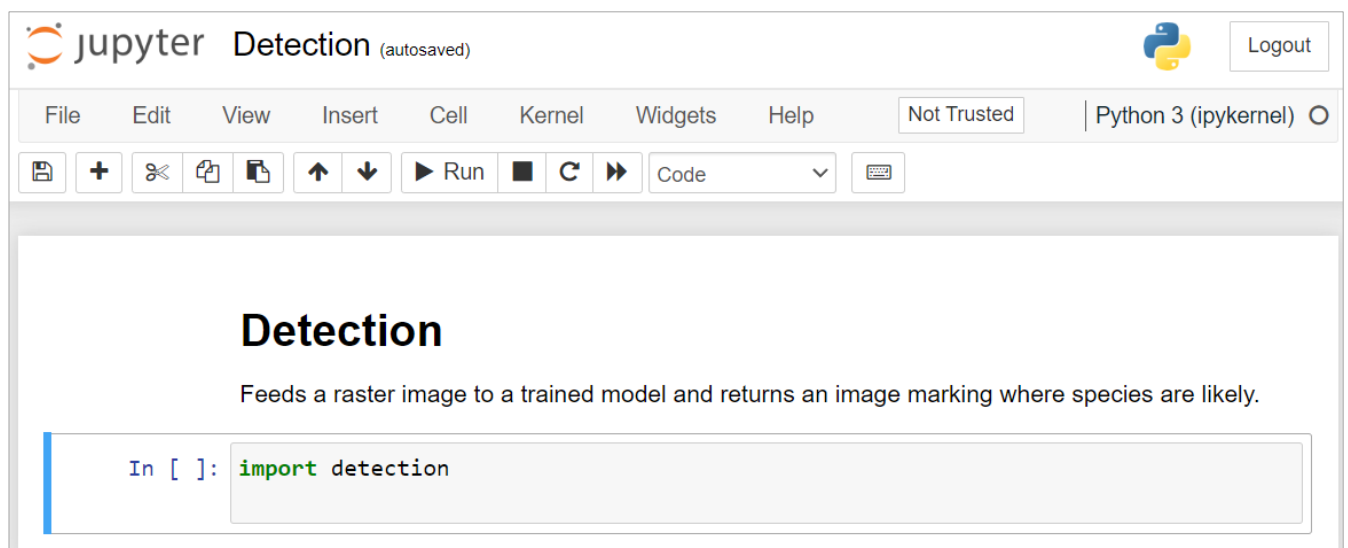 jupyter Detection (autosaved) Logout
File Edit View Insert Cell Kernel Widgets Help Not Trusted Python 3 (ipykernel)
Run Code
Detection
Feeds a raster image to a trained model and returns an image marking where species are likely.
In [ ]: import detection